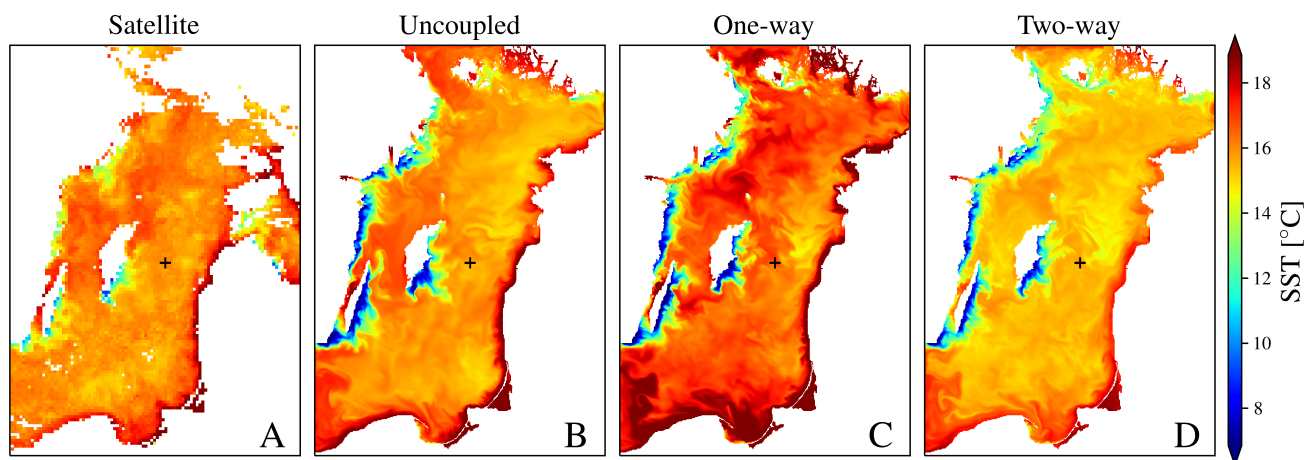 Satellite
Uncoupled
One-way
Two-way
A
B
C
D
18
16
14
12
10
8
SST [°C]